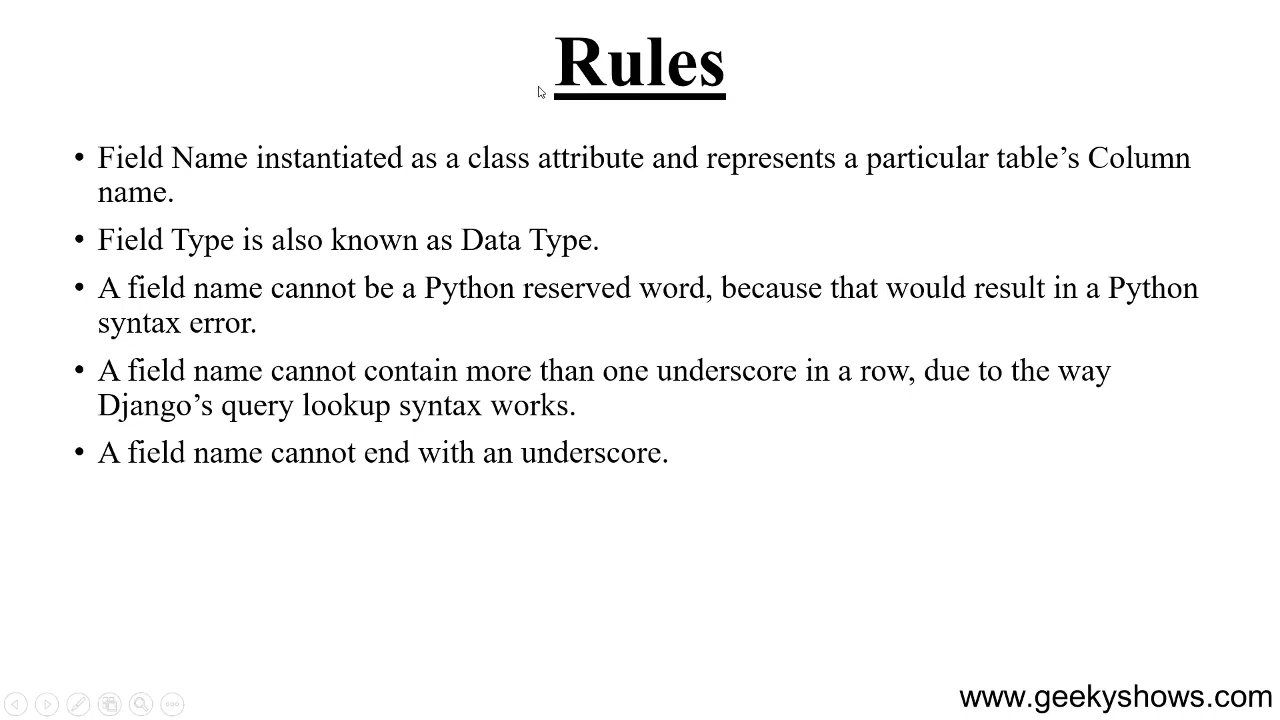 Rules
• Field Name instantiated as a class attribute and represents a particular table’s Column
name.
• Field Type is also known as Data Type.
• A field name cannot be a Python reserved word, because that would result in a Python
syntax error.
• A field name cannot contain more than one underscore in a row, due to the way
Django’s query lookup syntax works.
• A field name cannot end with an underscore.
www.geekyshows.com